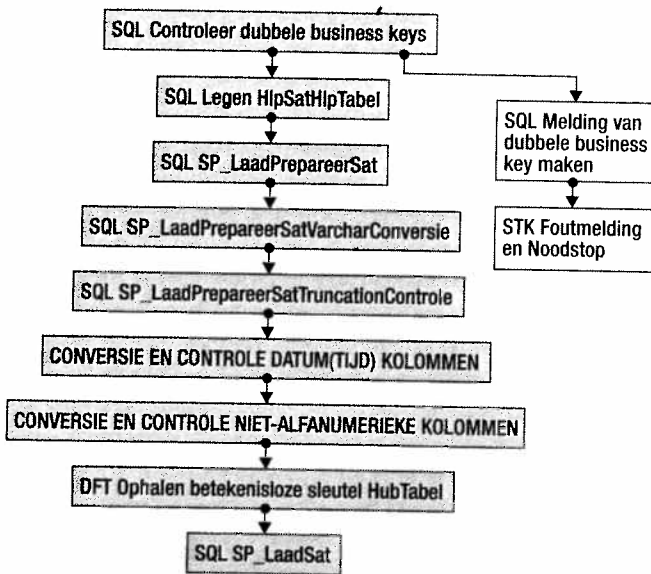 SQL Controleer dubbele business keys
SQL Legen HlpSatHlpTabel
SQL Melding van
dubbele business
key maken
SQL SP_LaadPrepareerSat
STK Foutmelding
en Noodstop
SQL SP_LaadPrepareerSatVarcharConversie
SQL SP_LaadPrepareerSatTruncationControle
CONVERSIE EN CONTROLE DATUM(TIJD) KOLOMMEN
CONVERSIE EN CONTROLE NIET-ALFANUMERIEKE KOLOMMEN
DFT Ophalen betekenisloze sleutel HubTabel
SQL SP_LaadSat